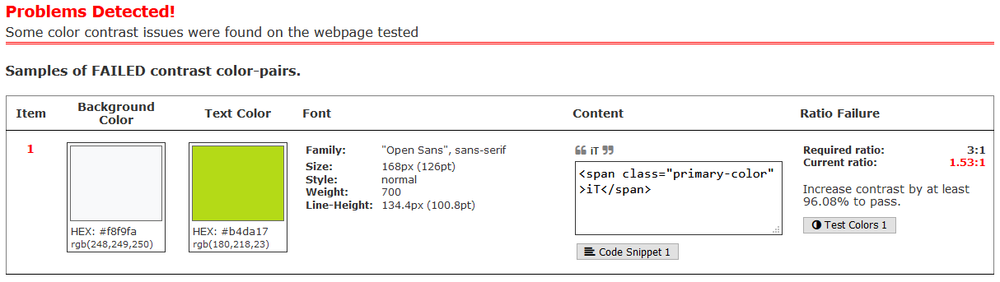 Problems Detected!
Some color contrast issues were found on the webpage tested
Samples of FAILED contrast color-pairs.
Item
Background
Color
Text Color
Font
Content
Ratio Failure
1
HEX: #f8f9fa
rgb(248,249,250)
HEX: #b4da17
rgb(180,218,23)
Family: "Open Sans", sans-serif
Size: 168px (126pt)
Style: normal
Weight: 700
Line-Height: 134.4px (100.8pt)
❝ iT ❞
<span class="primary-color"
>iT</span>
Code Snippet 1
Required ratio: 3:1
Current ratio: 1.53:1
Increase contrast by at least
96.08% to pass.
Test Colors 1